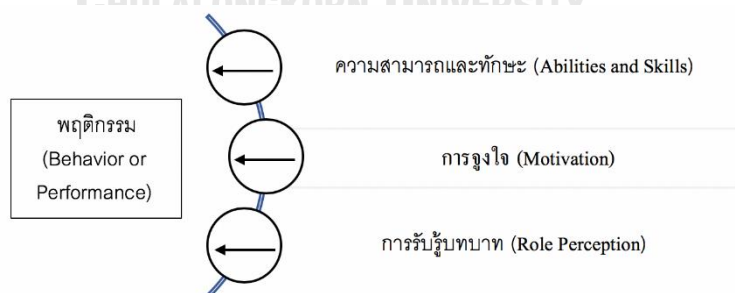 CHULALONGKORN UNIVERSITY
ความสามารถและทักษะ (Abilities and Skills)
พฤติกรรม
(Behavior or
Performance)
การจูงใจ (Motivation)
การรับรู้บทบาท (Role Perception)